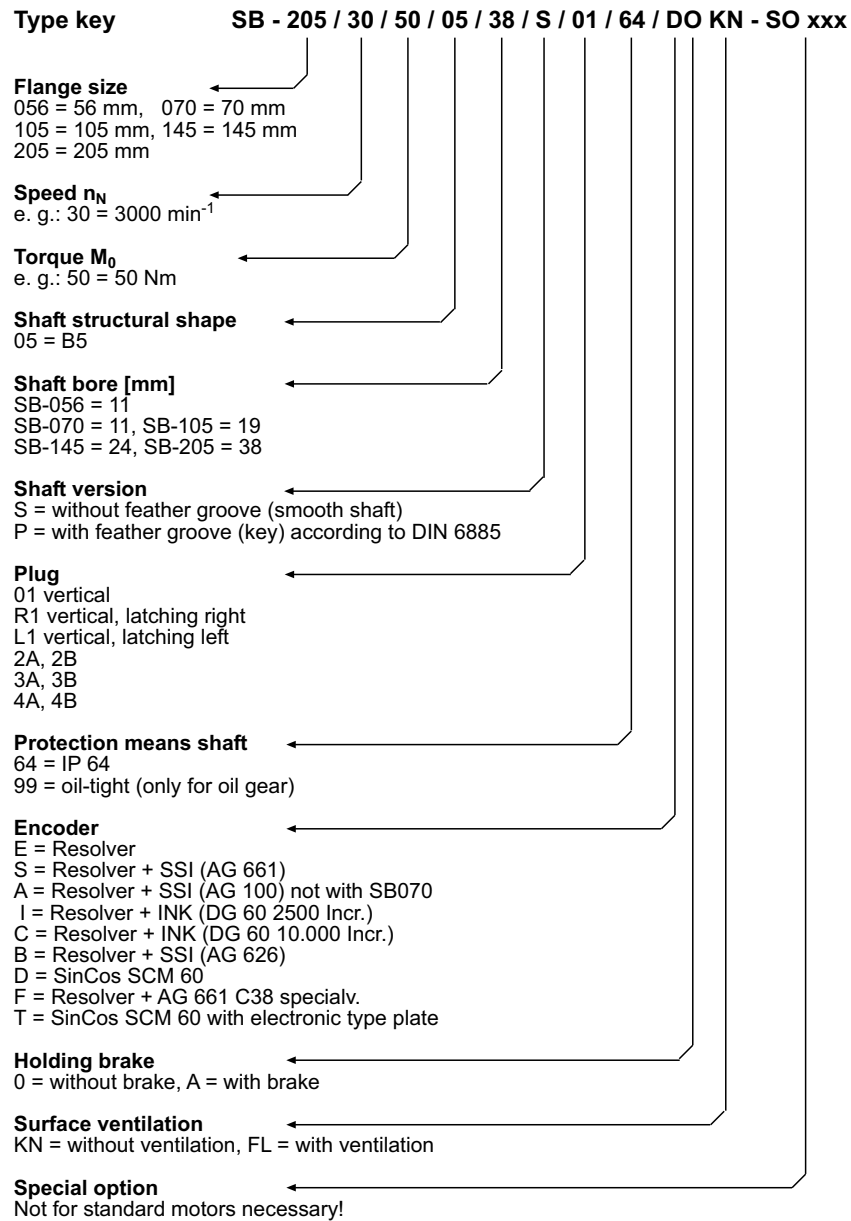 Type key SB - 205 / 30 / 50 / 05 / 38 / S / 01 / 64 / DO KN - SO xxx
Flange size
056 = 56 mm, 070 = 70 mm
105 = 105 mm, 145 = 145 mm
205 = 205 mm
Speed nN
e. g.: 30 = 3000 min-1
Torque M0
e. g.: 50 = 50 Nm
Shaft structural shape
05 = B5
Shaft bore [mm]
SB-056 = 11
SB-070 = 11, SB-105 = 19
SB-145 = 24, SB-205 = 38
Shaft version
S = without feather groove (smooth shaft)
P = with feather groove (key) according to DIN 6885
Plug
01 vertical
R1 vertical, latching right
L1 vertical, latching left
2A, 2B
3A, 3B
4A, 4B
Protection means shaft
64 = IP 64
99 = oil-tight (only for oil gear)
Encoder
E = Resolver
S = Resolver + SSI (AG 661)
A = Resolver + SSI (AG 100) not with SB070
I = Resolver + INK (DG 60 2500 Incr.)
C = Resolver + INK (DG 60 10.000 Incr.)
B = Resolver + SSI (AG 626)
D = SinCos SCM 60
F = Resolver + AG 661 C38 specialv.
T = SinCos SCM 60 with electronic type plate
Holding brake
0 = without brake, A = with brake
Surface ventilation
KN = without ventilation, FL = with ventilation
Special option
Not for standard motors necessary!